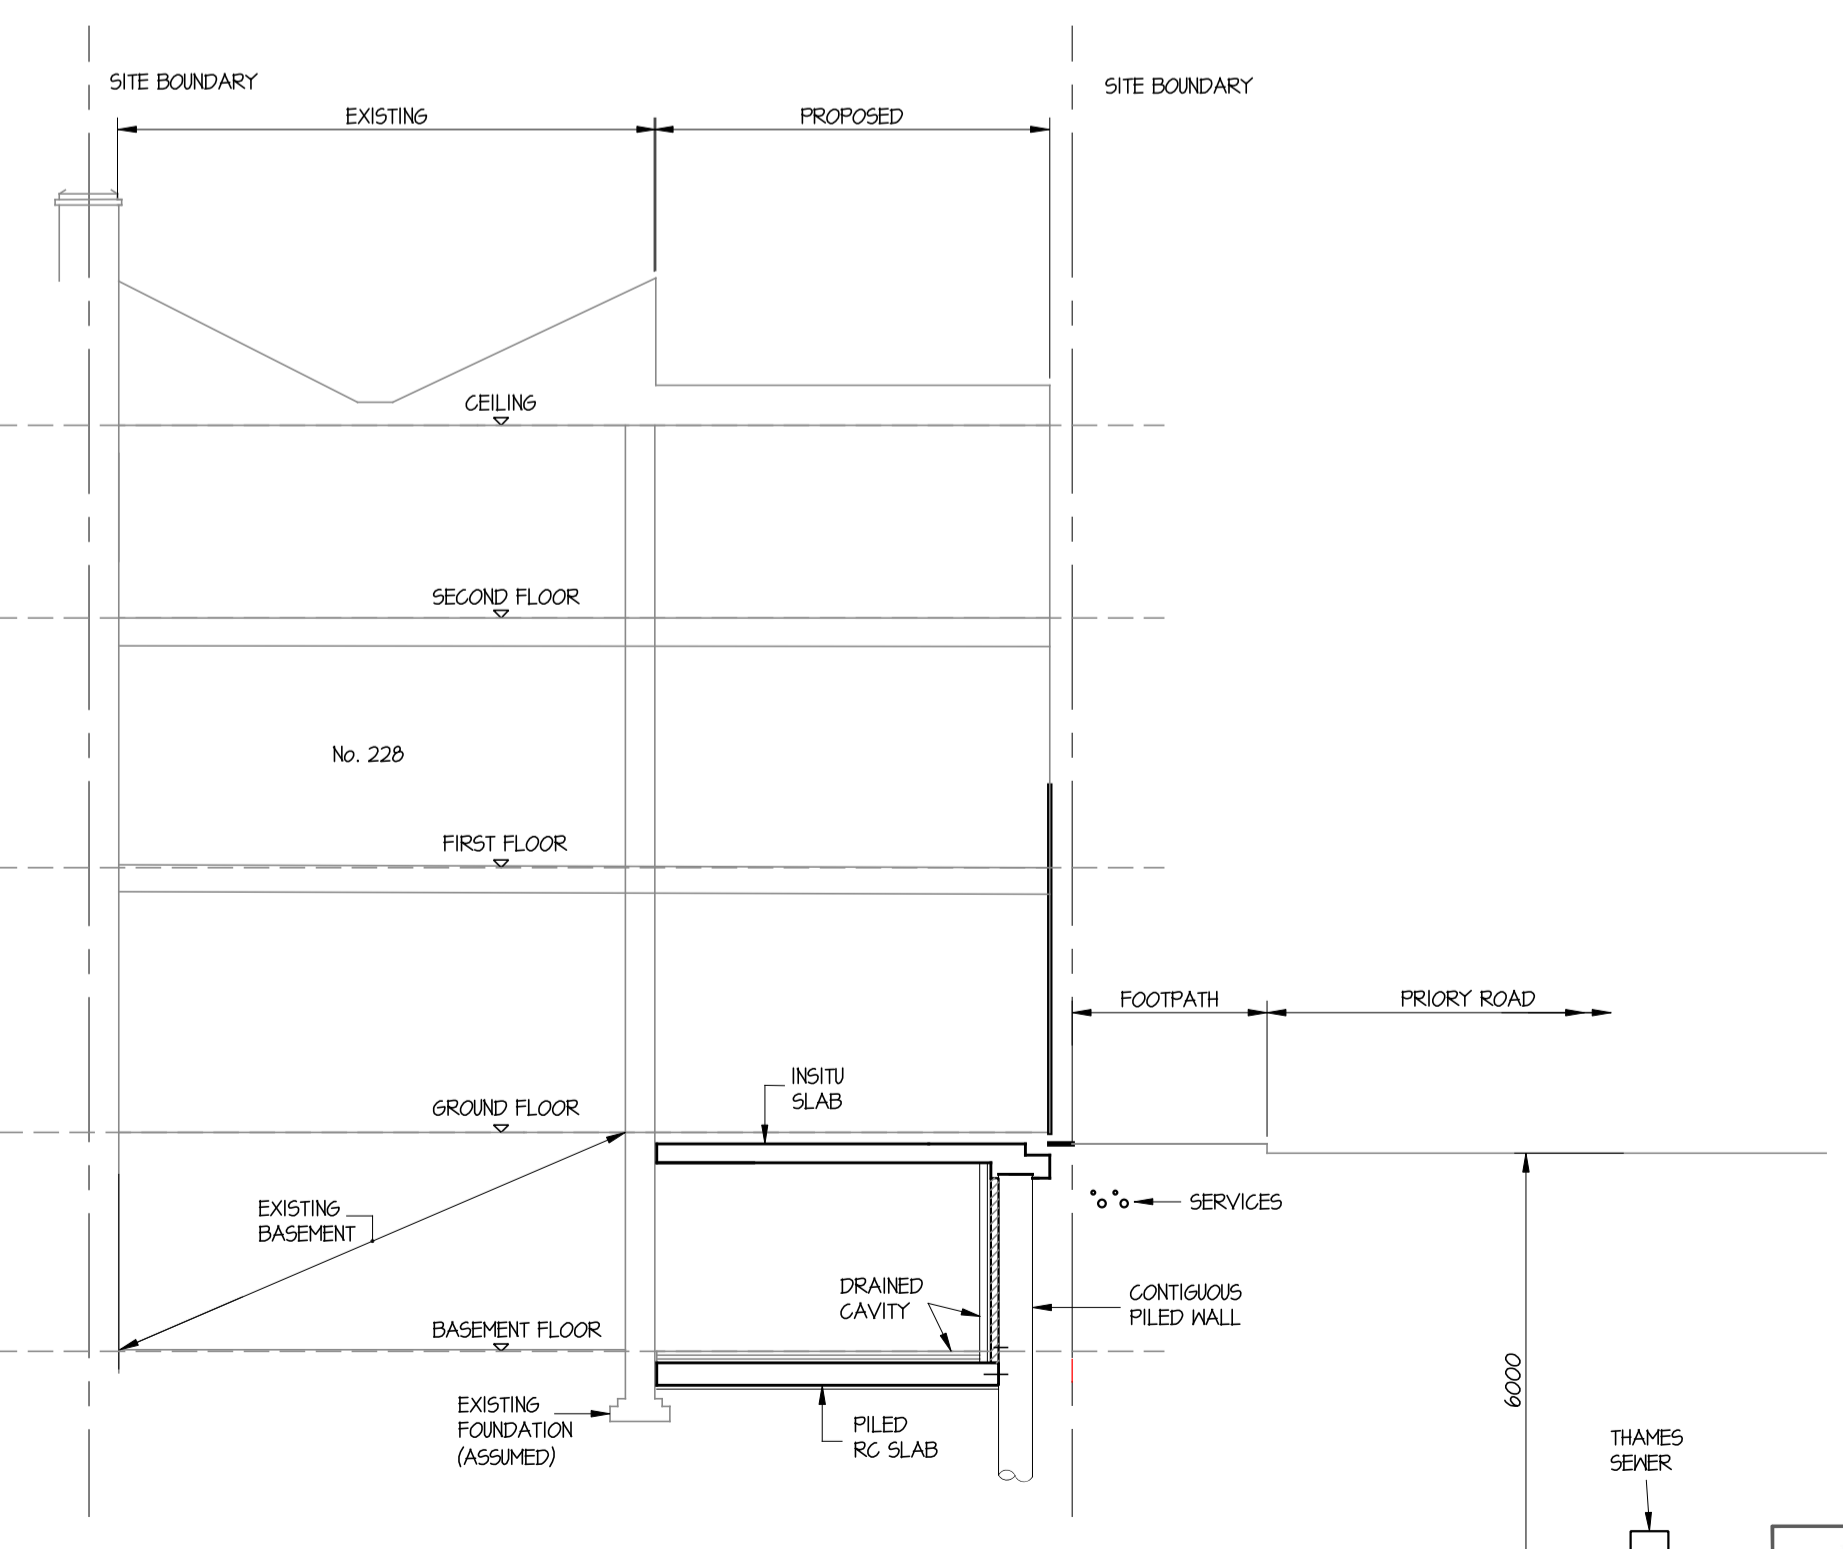 SITE BOUNDARY
SITE BOUNDARY
EXISTING
PROPOSED
CEILING
SECOND FLOOR
No. 228
FIRST FLOOR
FOOTPATH
PRIORY ROAD
INSITU
SLAB
GROUND FLOOR
EXISTING
BASEMENT
SERVICES
DRAINED
CAVITY
CONTIGUOUS
PILED WALL
BASEMENT FLOOR
6000
EXISTING
FOUNDATION
(ASSUMED)
PILED
RC SLAB
THAMES
SEWER